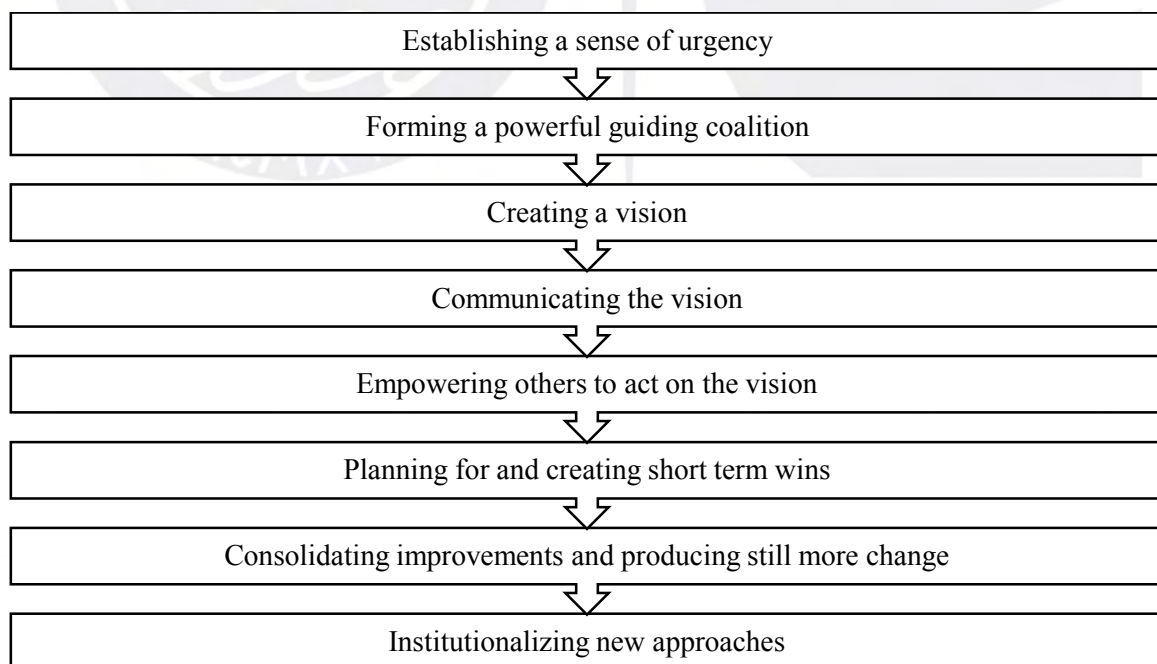 Establishing a sense of urgency
Forming a powerful guiding coalition
Creating a vision
Communicating the vision
Empowering others to act on the vision
Planning for and creating short term wins
Consolidating improvements and producing still more change
Institutionalizing new approaches